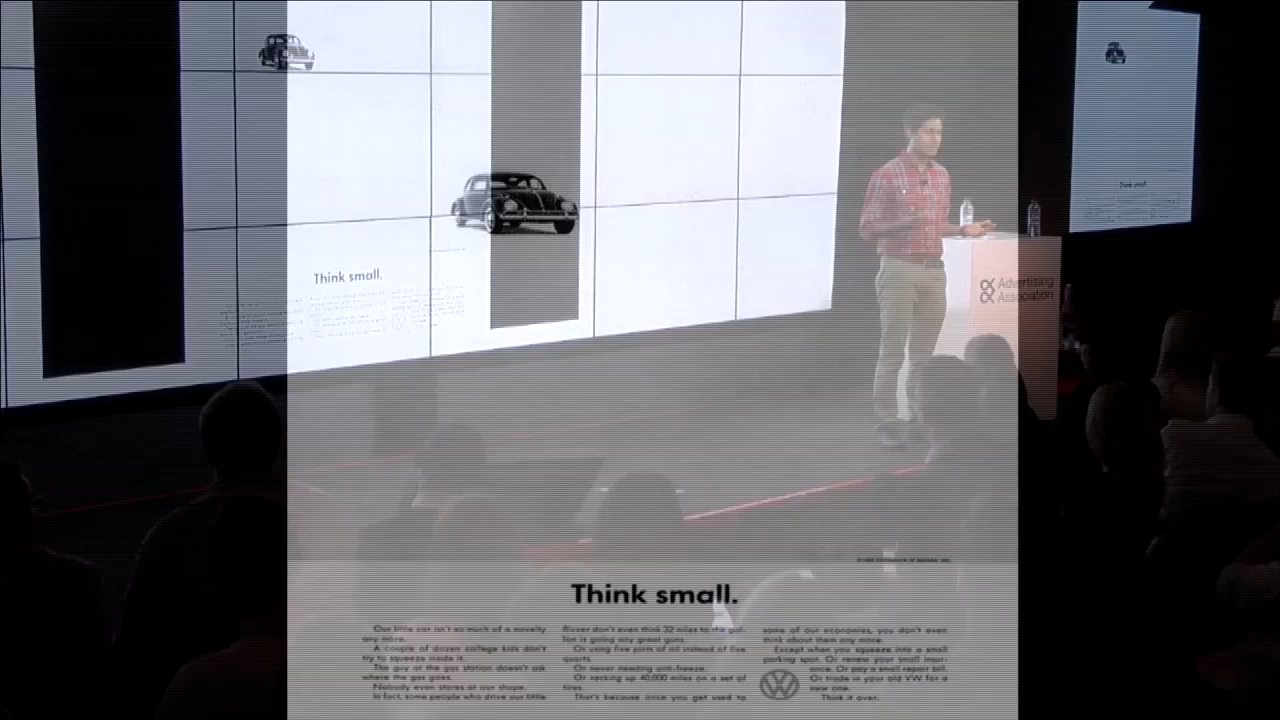 Think small.
Advertising
Association
Think small.
Think small.
Our little car isn't so much of a novelty
any more.
A couple of dozen college kids don't
try to squeeze inside it.
The guy at the gas station doesn't ask
where the gas goes.
Nobody even stares at our shape.
In fact, some people who drive our little
flivver don't even think 32 miles to the gal-
lon is going any great guns.
Or using five pints of oil instead of five
quarts.
Or never needing anti-freeze.
Or racking up 40,000 miles on a set of
tires.
That's because once you get used to
some of our economies, you don't even
think about them any more.
Except when you squeeze into a small
parking spot. Or renew your small insur-
ance. Or pay a small repair bill.
Or trade in your old VW for a
new one.
Think it over.